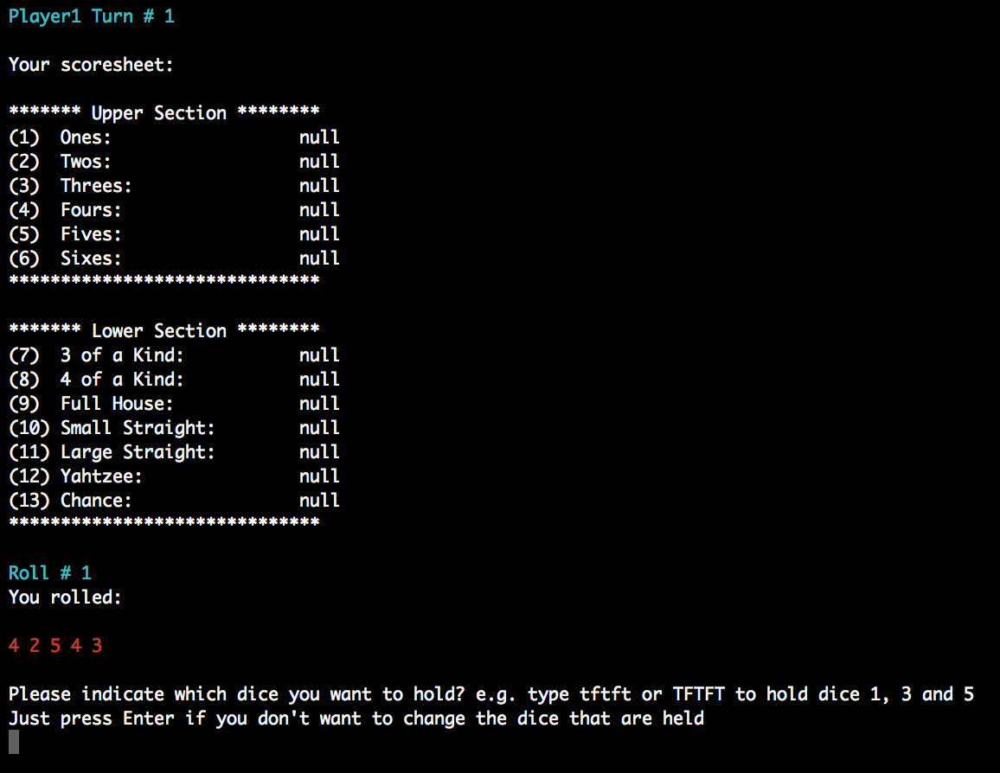 Player1 Turn # 1
Your scoresheet:
******* Upper Section ********
(1)  Ones:                  null
(2)  Twos:                  null
(3)  Threes:                null
(4)  Fours:                 null
(5)  Fives:                 null
(6)  Sixes:                 null
******************************
******* Lower Section ********
(7)  3 of a Kind:           null
(8)  4 of a Kind:           null
(9)  Full House:            null
(10) Small Straight:        null
(11) Large Straight:        null
(12) Yahtzee:               null
(13) Chance:                null
******************************
Roll # 1
You rolled:
4 2 5 4 3
Please indicate which dice you want to hold? e.g. type tftft or TFTFT to hold dice 1, 3 and 5
Just press Enter if you don't want to change the dice that are held